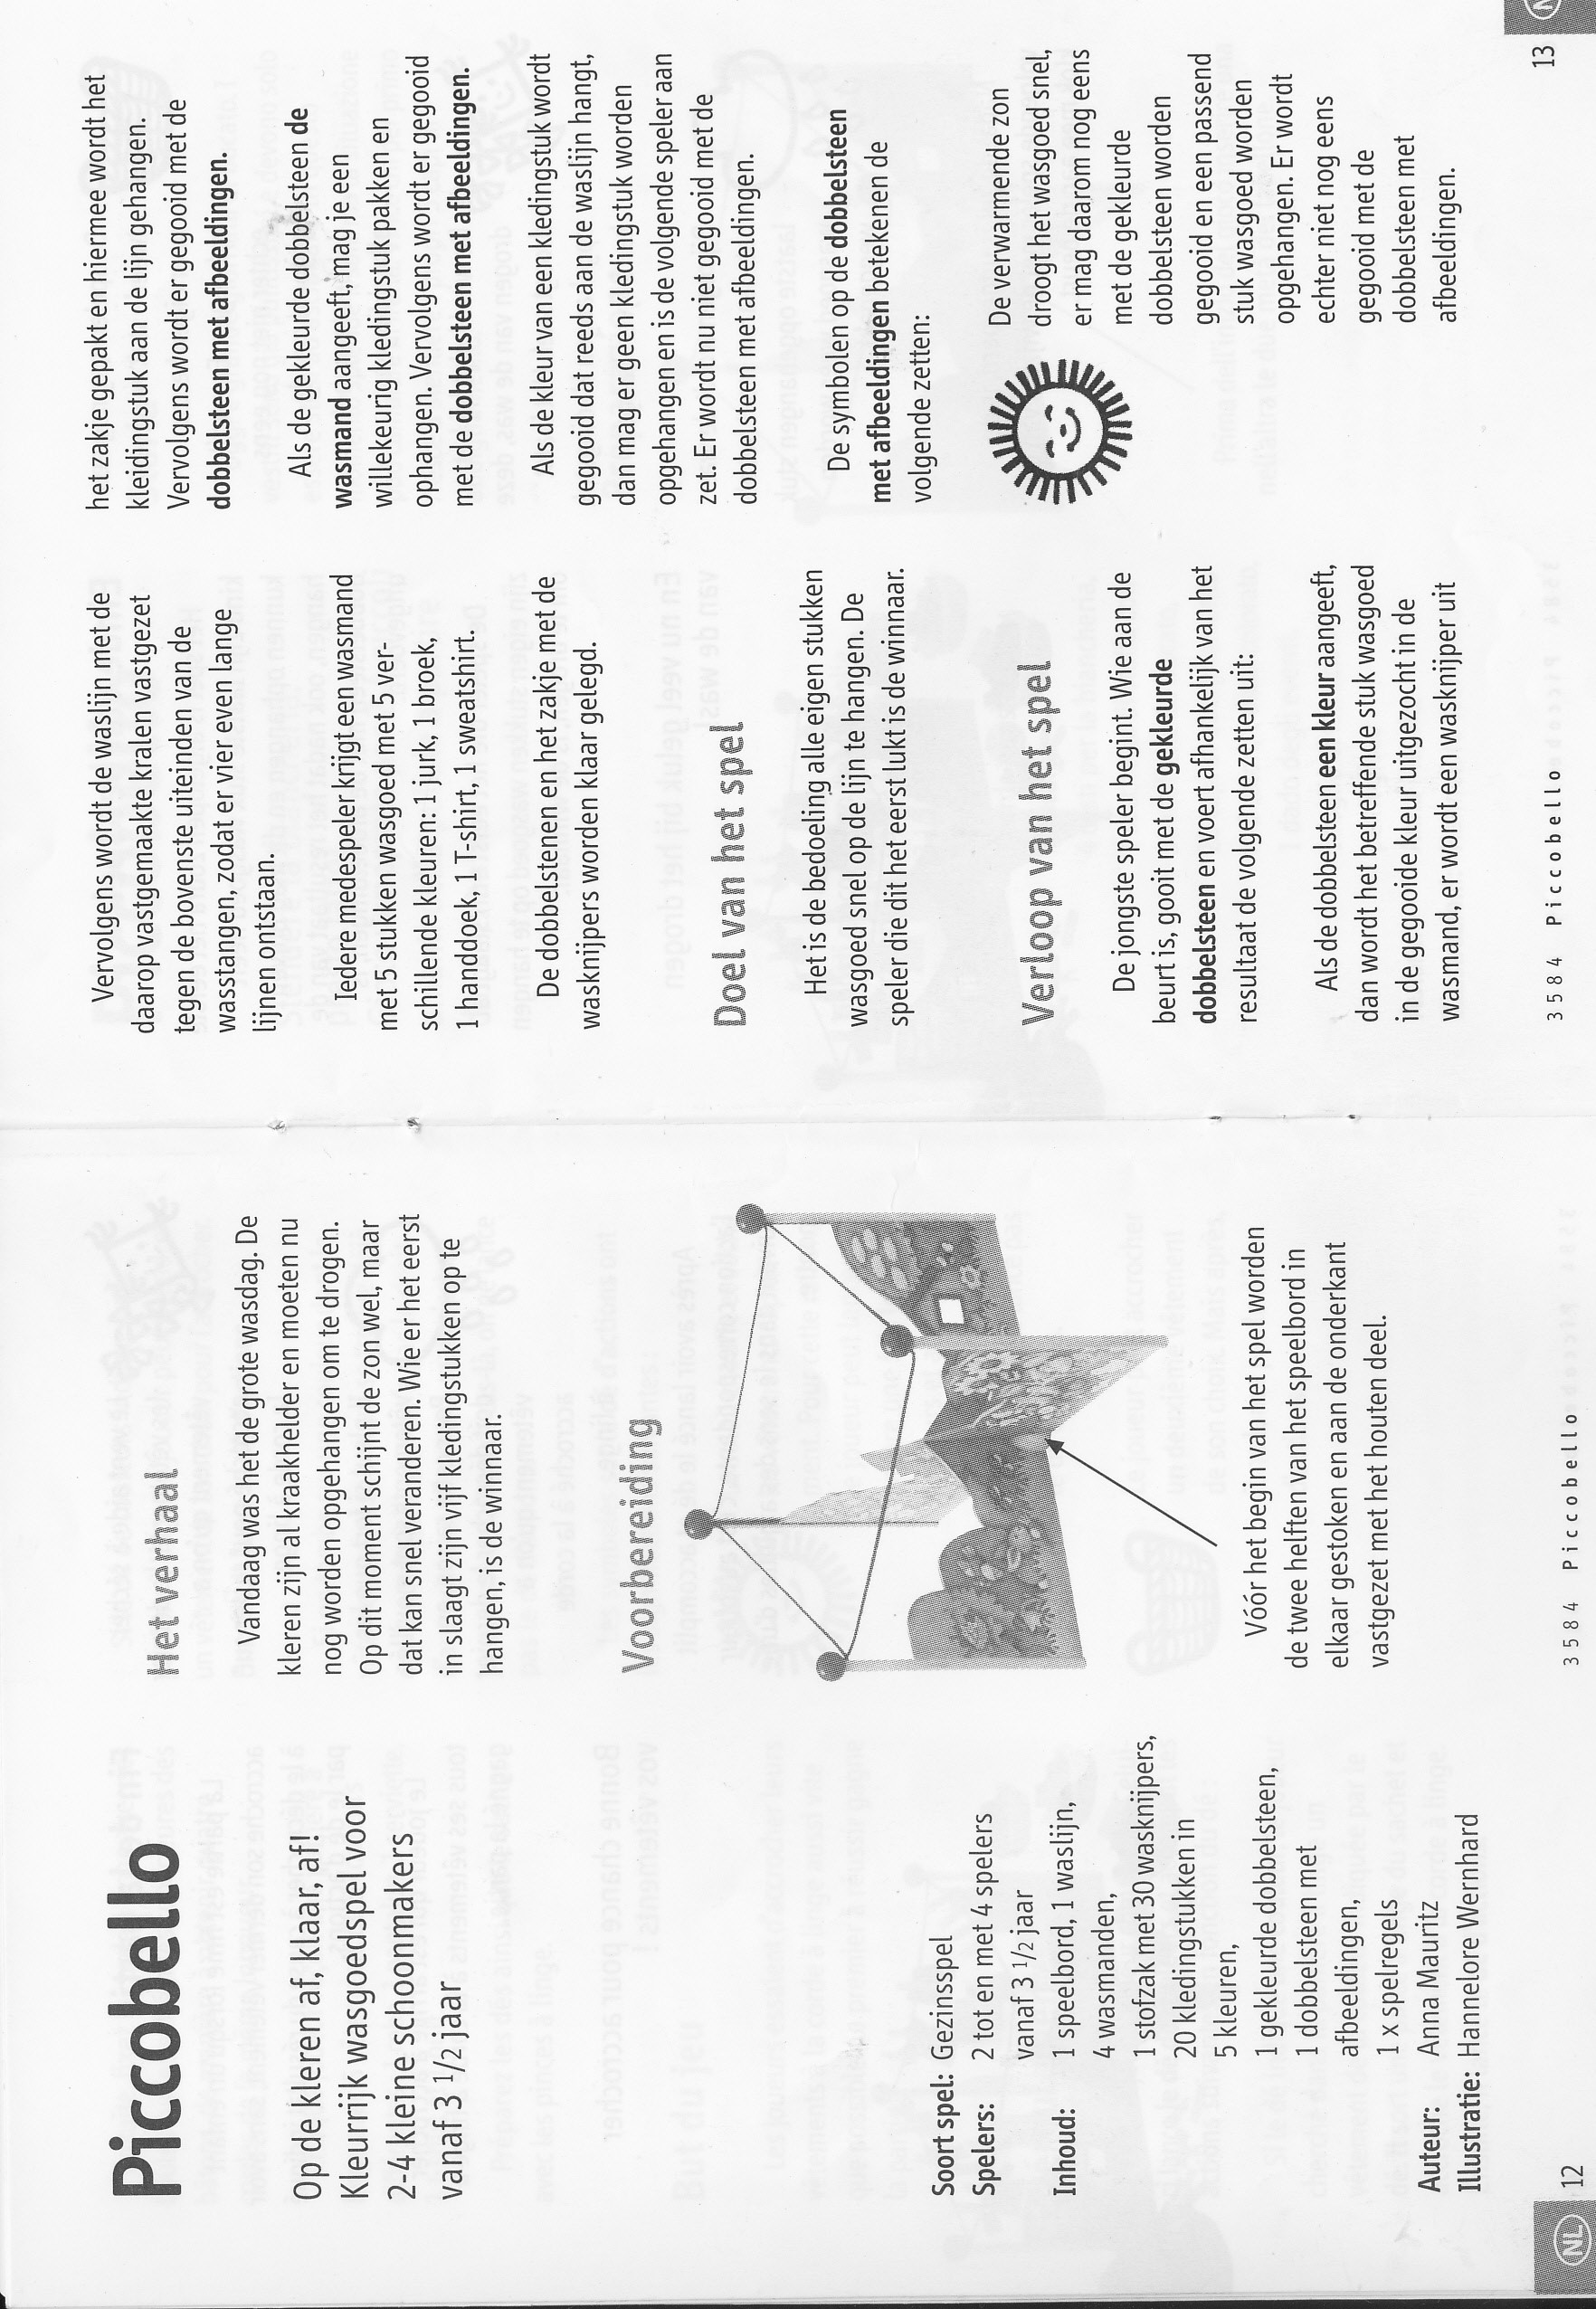 Piccobello
Op de kleren af, klaar, af!
Kleurrijk wasgoedspel voor
2-4 kleine schoonmakers
vanaf 3 1/2 jaar
Soort spel: Gezinsspel
Spelers: 2 tot en met 4 spelers
vanaf 3 1/2 jaar
Inhoud: 1 speelbord, 1 waslijn,
4 wasmanden,
1 stofzak met 30 wasknijpers,
20 kledingstukken in
5 kleuren,
1 gekleurde dobbelsteen,
1 dobbelsteen met
afbeeldingen,
1 x spelregels
Auteur: Anna Mauritz
Illustratie: Hannelore Wernhard
NL
12
Het verhaal
Vandaag was het de grote wasdag. De
kleren zijn al kraakhelder en moeten nu
nog worden opgehangen om te drogen.
Op dit moment schijnt de zon wel, maar
dat kan snel veranderen. Wie er het eerst
in slaagt zijn vijf kledingstukken op te
hangen, is de winnaar.
Voorbereiding
Vóór het begin van het spel worden
de twee helften van het speelbord in
elkaar gestoken en aan de onderkant
vastgezet met het houten deel.
3584 Piccobello
Vervolgens wordt de waslijn met de
daarop vastgemaakte kralen vastgezet
tegen de bovenste uiteinden van de
wasstangen, zodat er vier even lange
lijnen ontstaan.
Iedere medespeler krijgt een wasmand
met 5 stukken wasgoed met 5 ver-
schillende kleuren: 1 jurk, 1 broek,
1 handdoek, 1 T-shirt, 1 sweatshirt.
De dobbelstenen en het zakje met de
wasknijpers worden klaar gelegd.
Doel van het spel
Het is de bedoeling alle eigen stukken
wasgoed snel op de lijn te hangen. De
speler die dit het eerst lukt is de winnaar.
Verloop van het spel
De jongste speler begint. Wie aan de
beurt is, gooit met de gekleurde
dobbelsteen en voert afhankelijk van het
resultaat de volgende zetten uit:
Als de dobbelsteen een kleur aangeeft,
dan wordt het betreffende stuk wasgoed
in de gegooide kleur uitgezocht in de
wasmand, er wordt een wasknijper uit
3584 Piccobello
het zakje gepakt en hiermee wordt het
kleidingstuk aan de lijn gehangen.
Vervolgens wordt er gegooid met de
dobbelsteen met afbeeldingen.
Als de gekleurde dobbelsteen de
wasmand aangeeft, mag je een
willekeurig kledingstuk pakken en
ophangen. Vervolgens wordt er gegooid
met de dobbelsteen met afbeeldingen.
Als de kleur van een kledingstuk wordt
gegooid dat reeds aan de waslijn hangt,
dan mag er geen kledingstuk worden
opgehangen en is de volgende speler aan
zet. Er wordt nu niet gegooid met de
dobbelsteen met afbeeldingen.
De symbolen op de dobbelsteen
met afbeeldingen betekenen de
volgende zetten:
De verwarmende zon
droogt het wasgoed snel,
er mag daarom nog eens
met de gekleurde
dobbelsteen worden
gegooid en een passend
stuk wasgoed worden
opgehangen. Er wordt
echter niet nog eens
gegooid met de
dobbelsteen met
afbeeldingen.
13